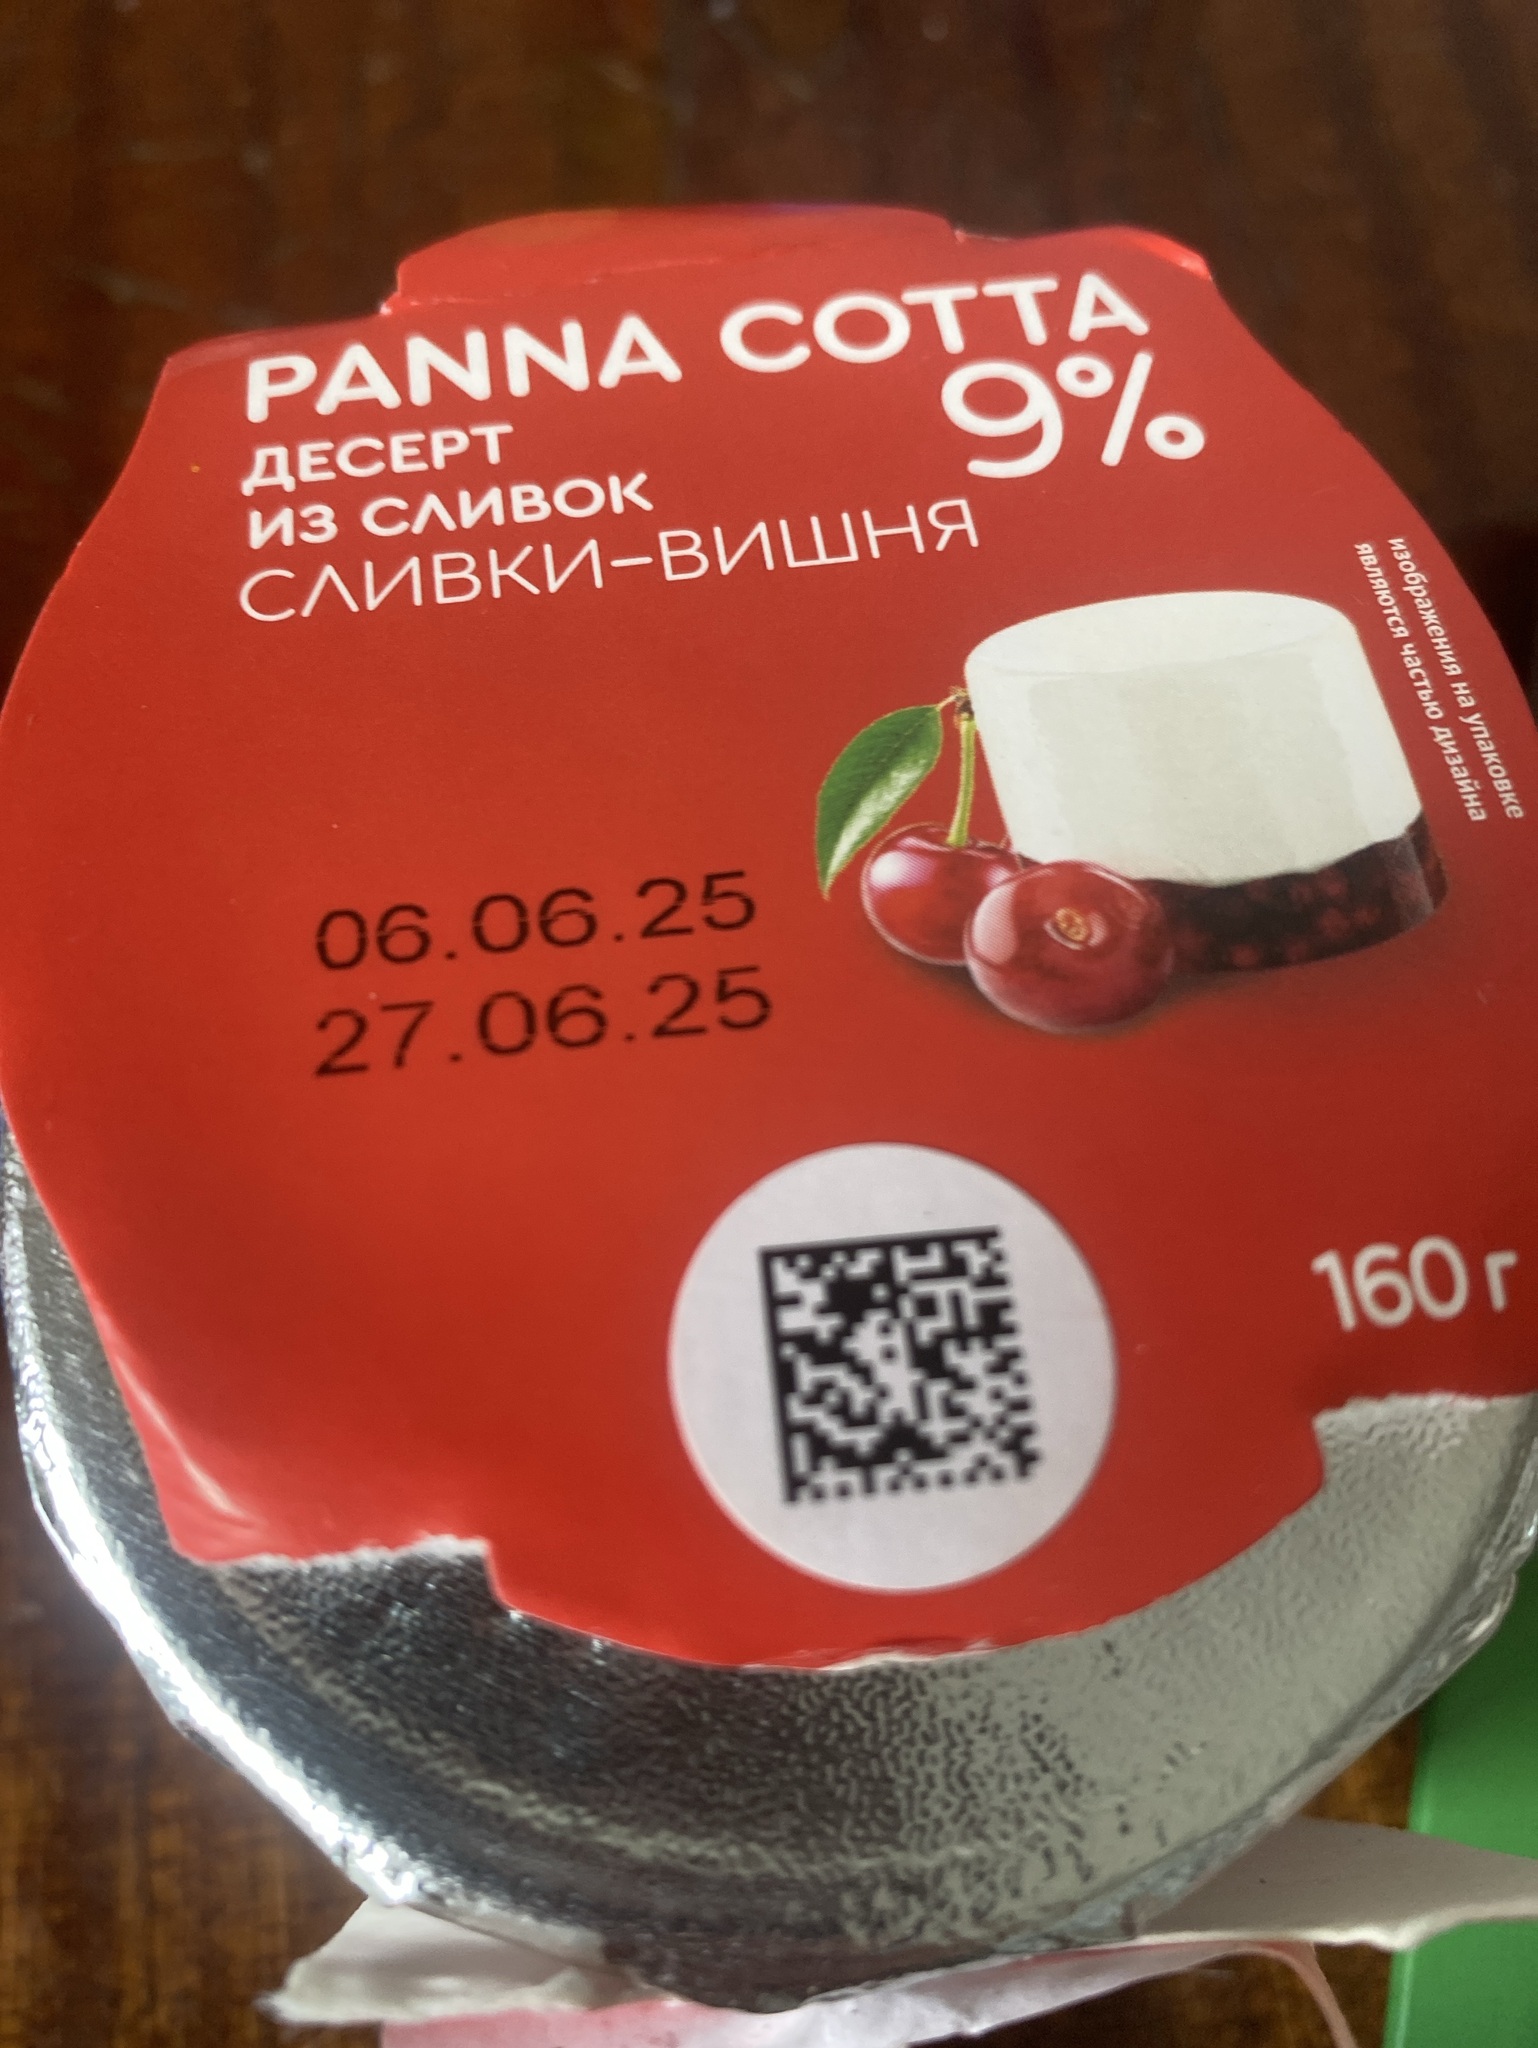 PANNA COTTA
9%
ДЕСЕРТ
ИЗ СЛИВОК
СЛИВКИ–ВИШНЯ
изображения на упаковке
являются частью дизайна
06.06.25
27.06.25
160 г